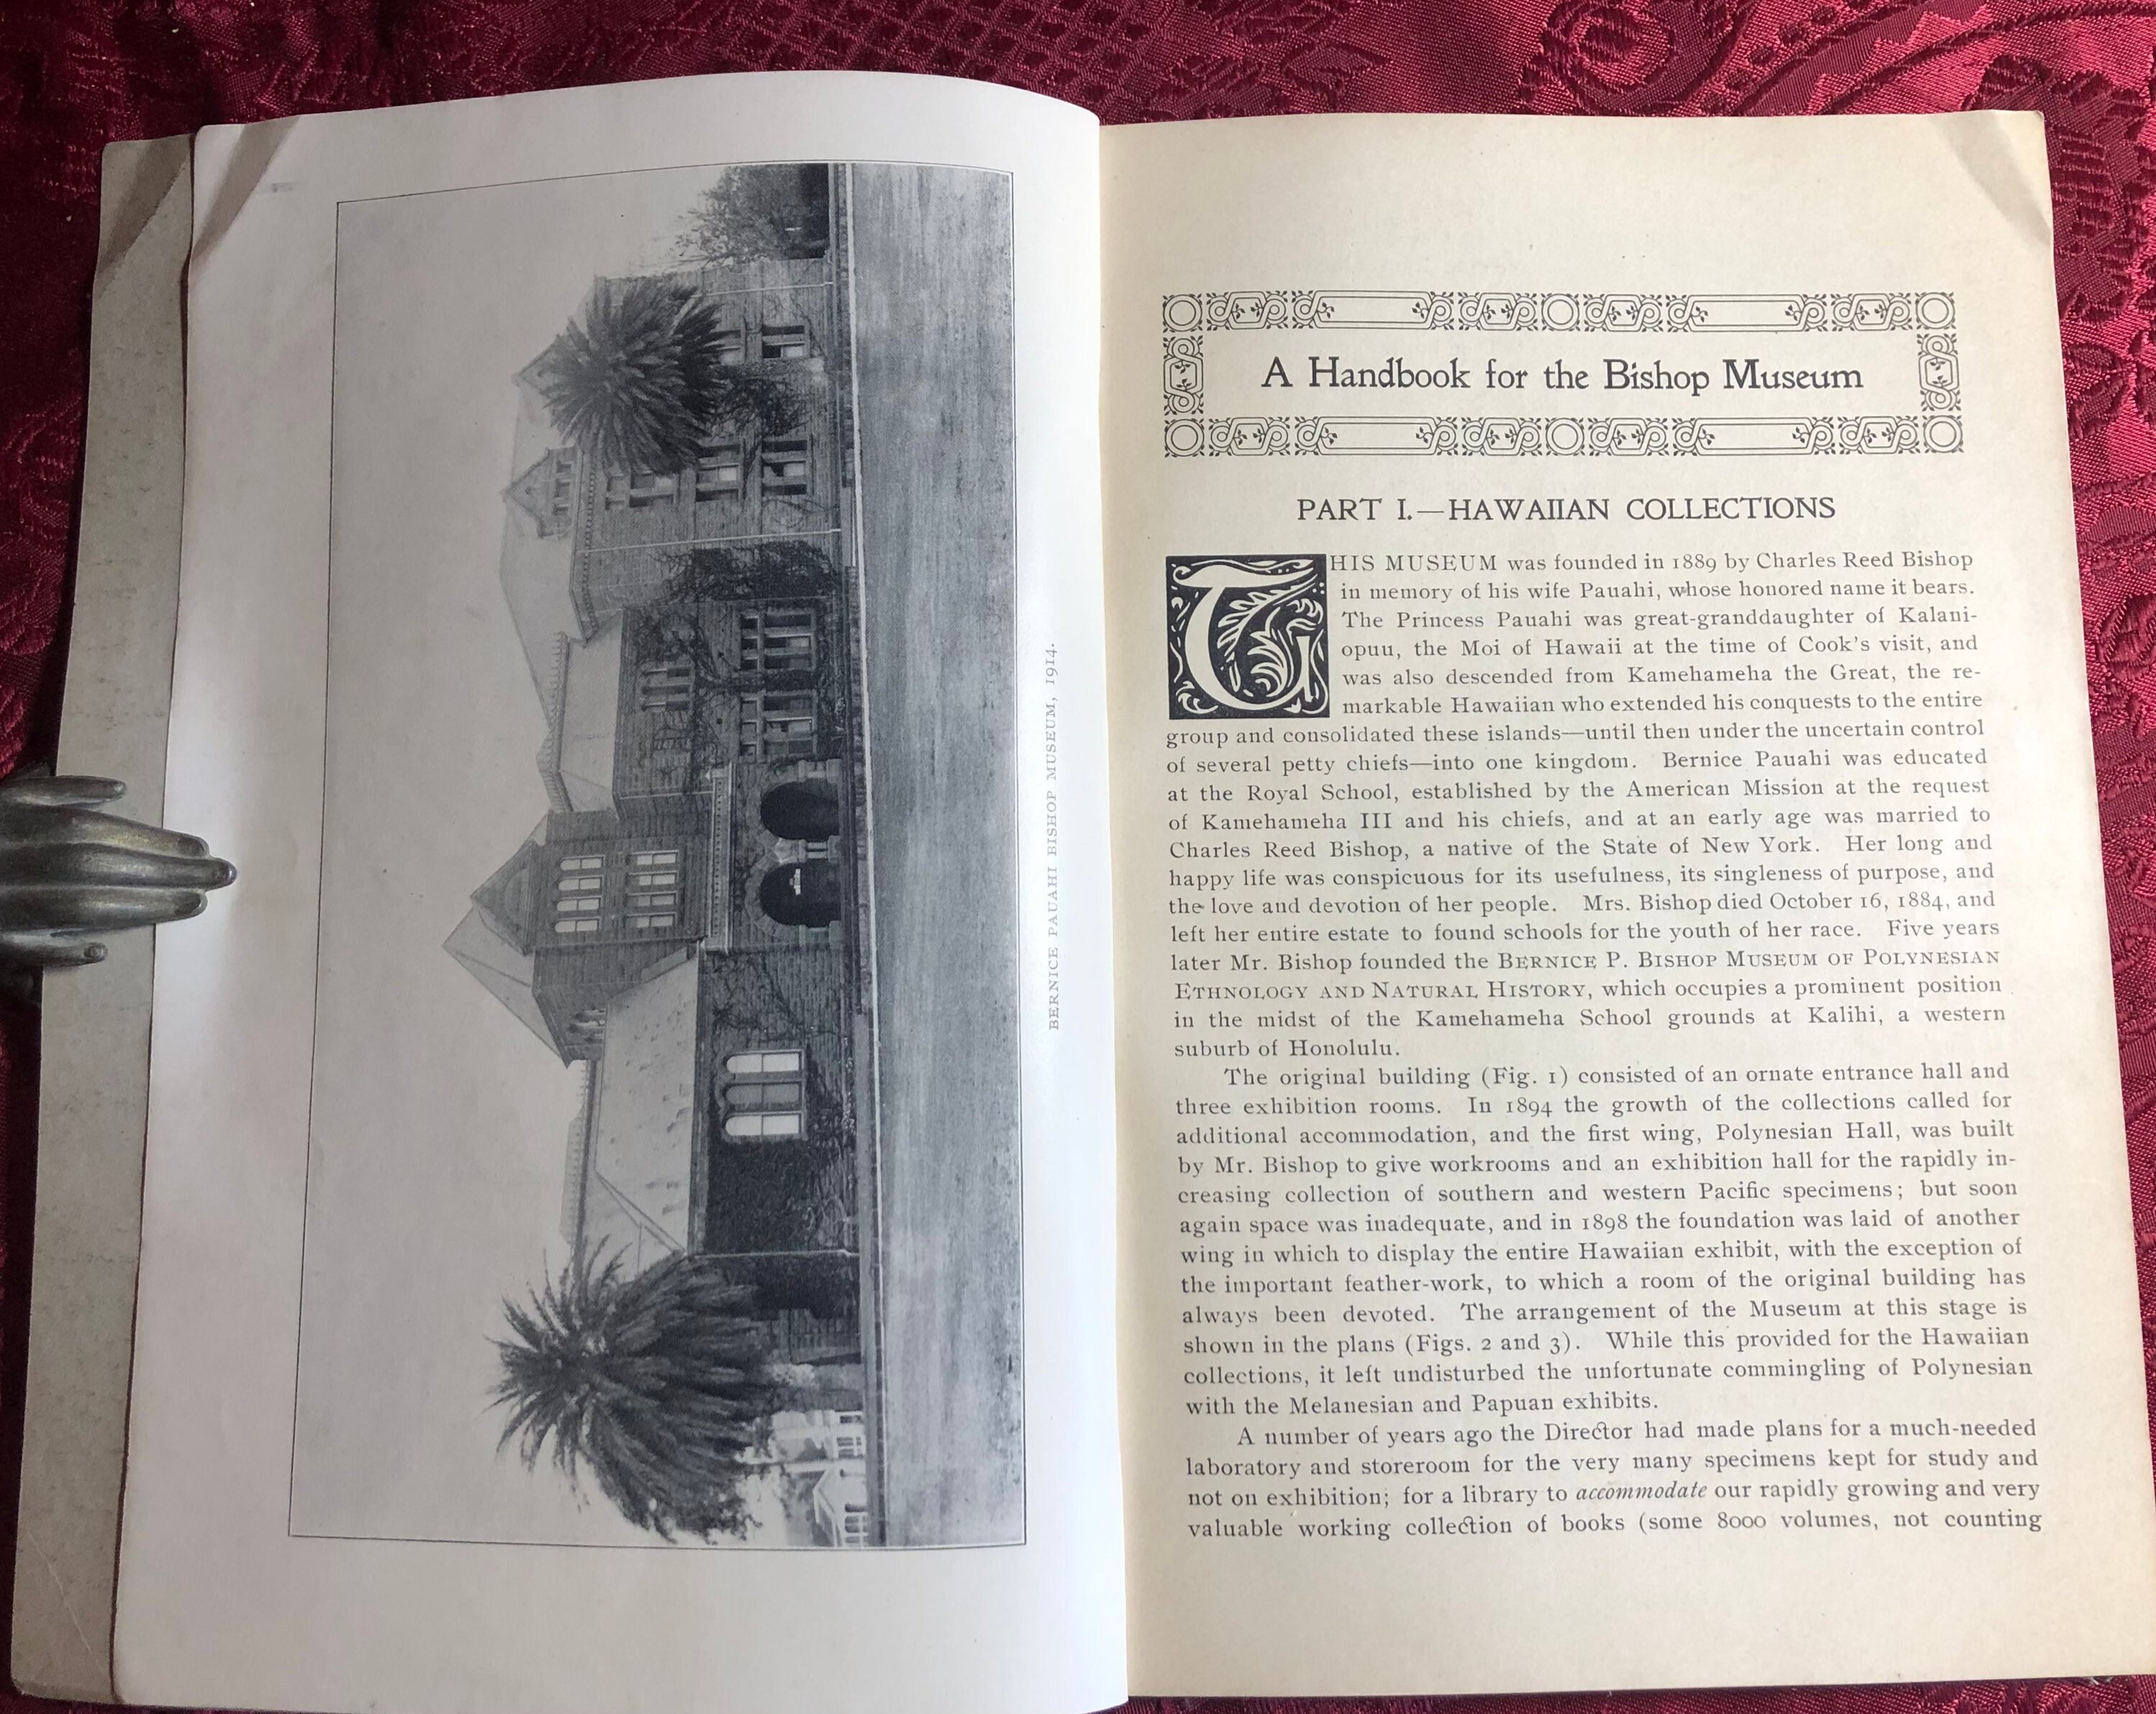 BERNICE PAUAHI BISHOP MUSEUM, 1914.
A Handbook for the Bishop Museum
PART I.—HAWAIIAN COLLECTIONS
THIS MUSEUM was founded in 1889 by Charles Reed Bishop
in memory of his wife Pauahi, whose honored name it bears.
The Princess Pauahi was great-granddaughter of Kalani-
opuu, the Moi of Hawaii at the time of Cook's visit, and
was also descended from Kamehameha the Great, the re-
markable Hawaiian who extended his conquests to the entire
group and consolidated these islands—until then under the uncertain control
of several petty chiefs—into one kingdom. Bernice Pauahi was educated
at the Royal School, established by the American Mission at the request
of Kamehameha III and his chiefs, and at an early age was married to
Charles Reed Bishop, a native of the State of New York. Her long and
happy life was conspicuous for its usefulness, its singleness of purpose, and
the love and devotion of her people. Mrs. Bishop died October 16, 1884, and
left her entire estate to found schools for the youth of her race. Five years
later Mr. Bishop founded the BERNICE P. BISHOP MUSEUM OF POLYNESIAN
ETHNOLOGY AND NATURAL HISTORY, which occupies a prominent position
in the midst of the Kamehameha School grounds at Kalihi, a western
suburb of Honolulu.
The original building (Fig. 1) consisted of an ornate entrance hall and
three exhibition rooms. In 1894 the growth of the collections called for
additional accommodation, and the first wing, Polynesian Hall, was built
by Mr. Bishop to give workrooms and an exhibition hall for the rapidly in-
creasing collection of southern and western Pacific specimens; but soon
again space was inadequate, and in 1898 the foundation was laid of another
wing in which to display the entire Hawaiian exhibit, with the exception of
the important feather-work, to which a room of the original building has
always been devoted. The arrangement of the Museum at this stage is
shown in the plans (Figs. 2 and 3). While this provided for the Hawaiian
collections, it left undisturbed the unfortunate commingling of Polynesian
with the Melanesian and Papuan exhibits.
A number of years ago the Director had made plans for a much-needed
laboratory and storeroom for the very many specimens kept for study and
not on exhibition; for a library to accommodate our rapidly growing and very
valuable working collection of books (some 8000 volumes, not counting